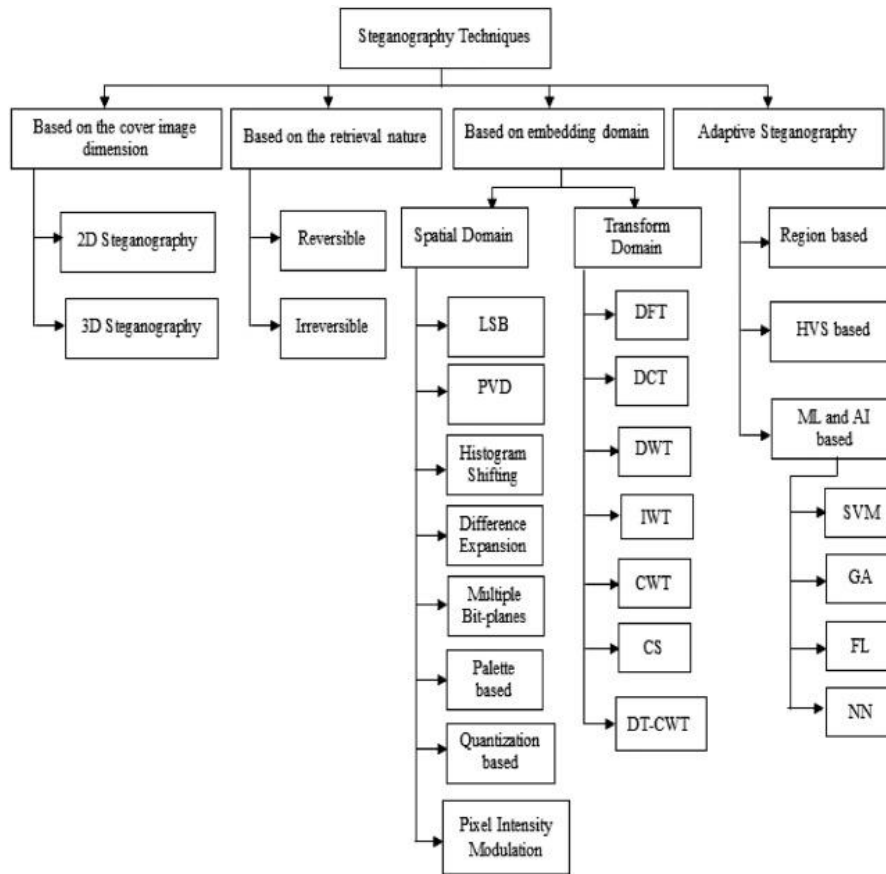 Steganography Techniques
Based on the cover image
dimension
Based on the retrieval nature
Based on embedding domain
Adaptive Steganography
2D Steganography
3D Steganography
Reversible
Irreversible
Spatial Domain
LSB
PVD
Histogram
Shifting
Difference
Expansion
Multiple
Bit-planes
Palette
based
Quantization
based
Pixel Intensity
Modulation
Transform
Domain
DFT
DCT
DWT
IWT
CWT
CS
DT-CWT
Region based
HVS based
ML and AI
based
SVM
GA
FL
NN